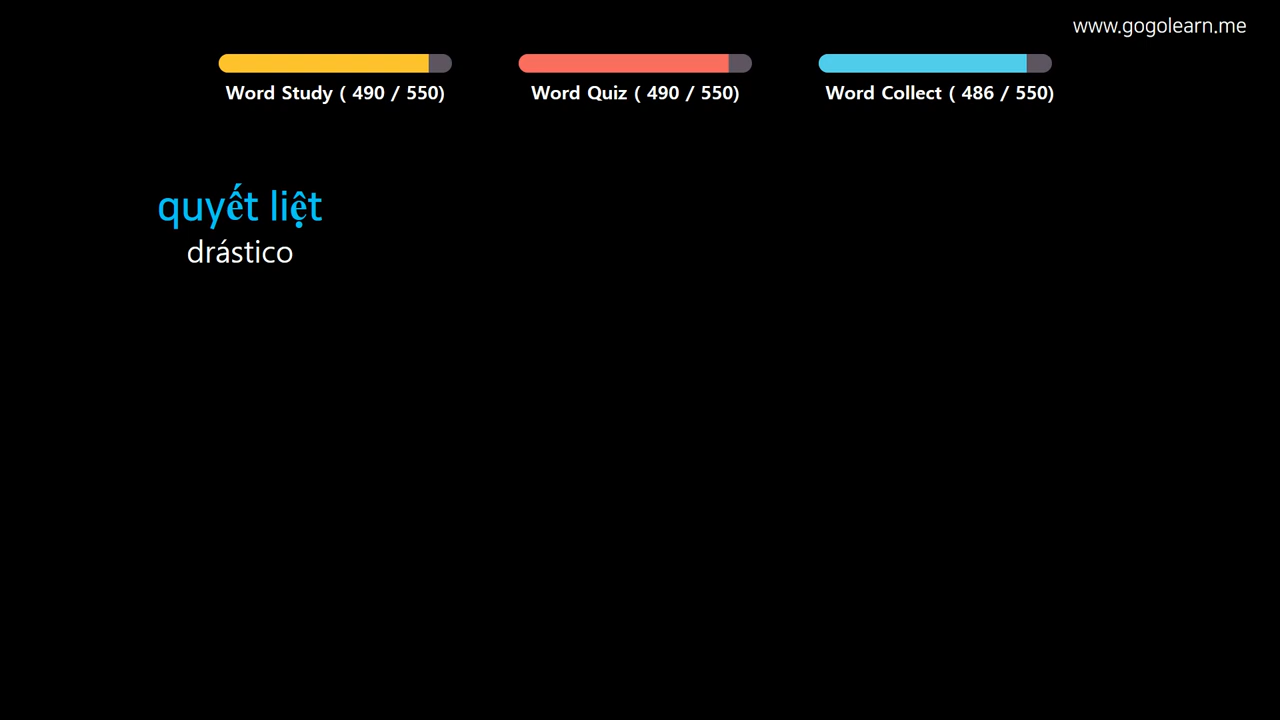 www.gogolearn.me
Word Study ( 490 / 550)
Word Quiz ( 490 / 550)
Word Collect ( 486 / 550)
quyết liệt
drástico